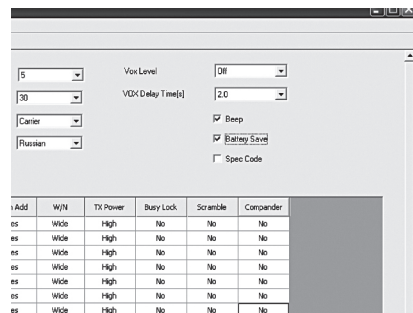 5 Vox Level Off
30 VOX Delay Time[s] 2.0
Carrier Beep
Russian Battery Save
Spec Code
Add W/N TX Power Busy Lock Scramble Compander
es Wide High No No No
es Wide High No No No
es Wide High No No No
es Wide High No No No
es Wide High No No No
es Wide High No No No
es Wide High No No No